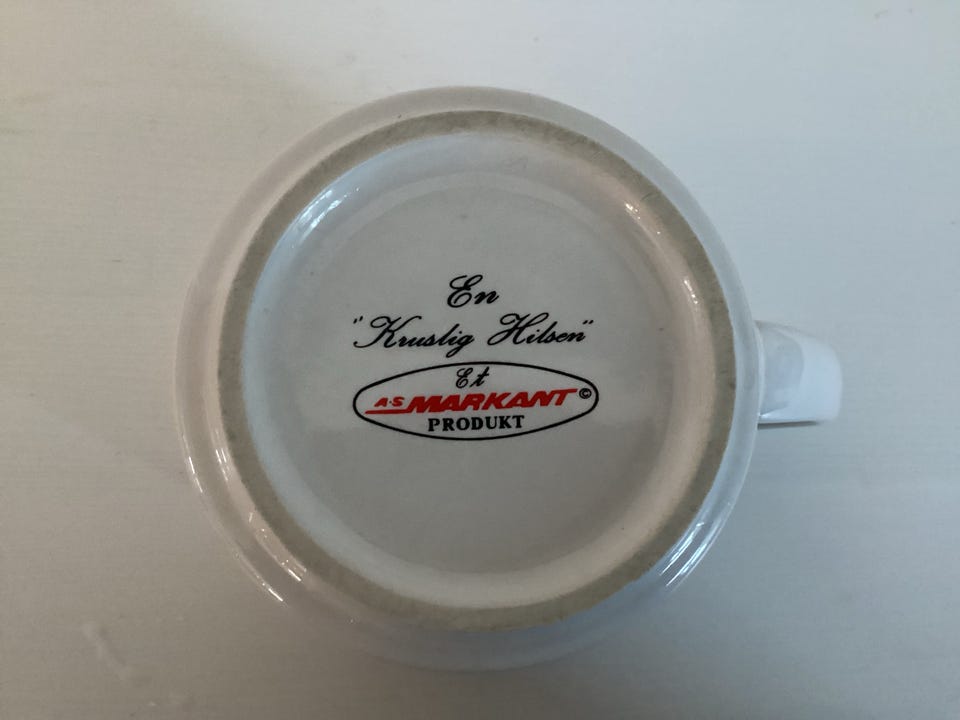 En
"Kruslig Hilsen"
Et
A·S MARKANT ©
PRODUKT